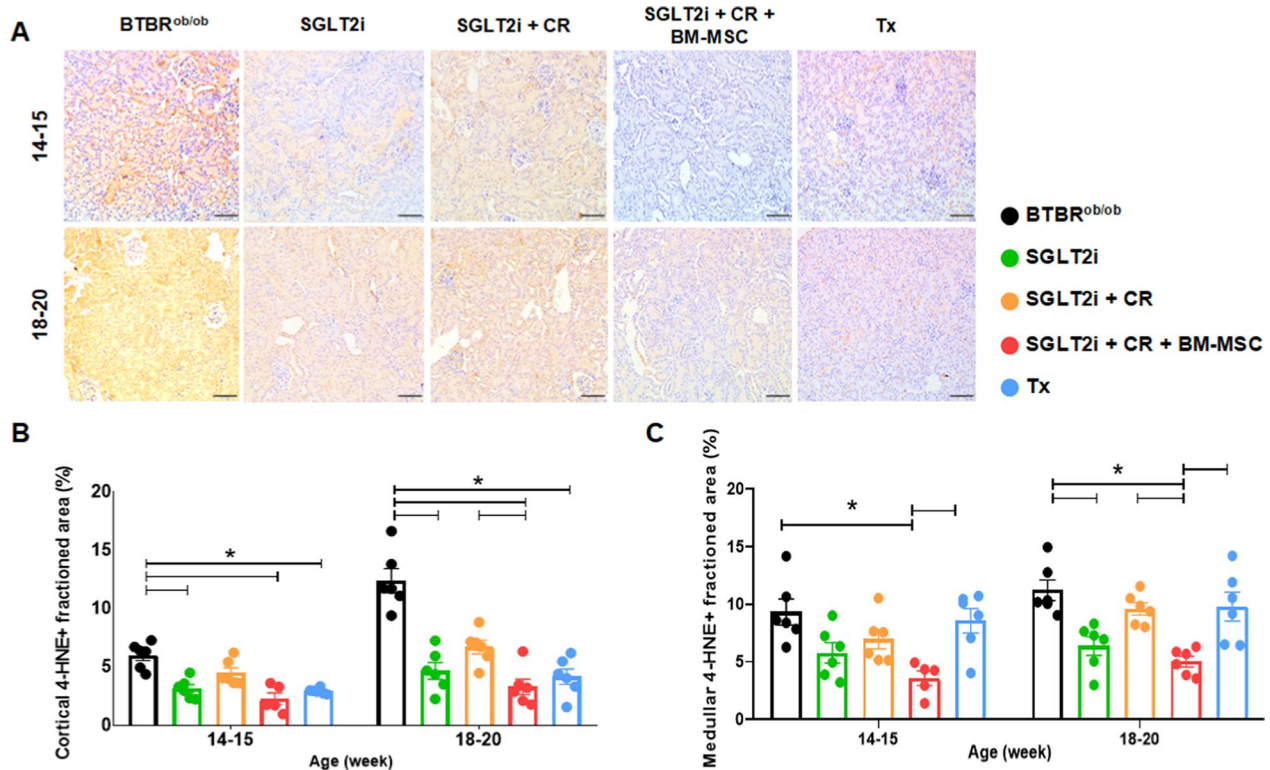 A
BTBRob/ob
SGLT2i
SGLT2i + CR
SGLT2i + CR +
BM-MSC
Tx
14-15
18-20
BTBRob/ob
SGLT2i
SGLT2i + CR
SGLT2i + CR + BM-MSC
Tx
B
Cortical 4-HNE+ fractioned area (%)
20
15
10
5
0
*
*
14-15
18-20
Age (week)
C
Medullar 4-HNE+ fractioned area (%)
20
15
10
5
0
*
*
14-15
18-20
Age (week)